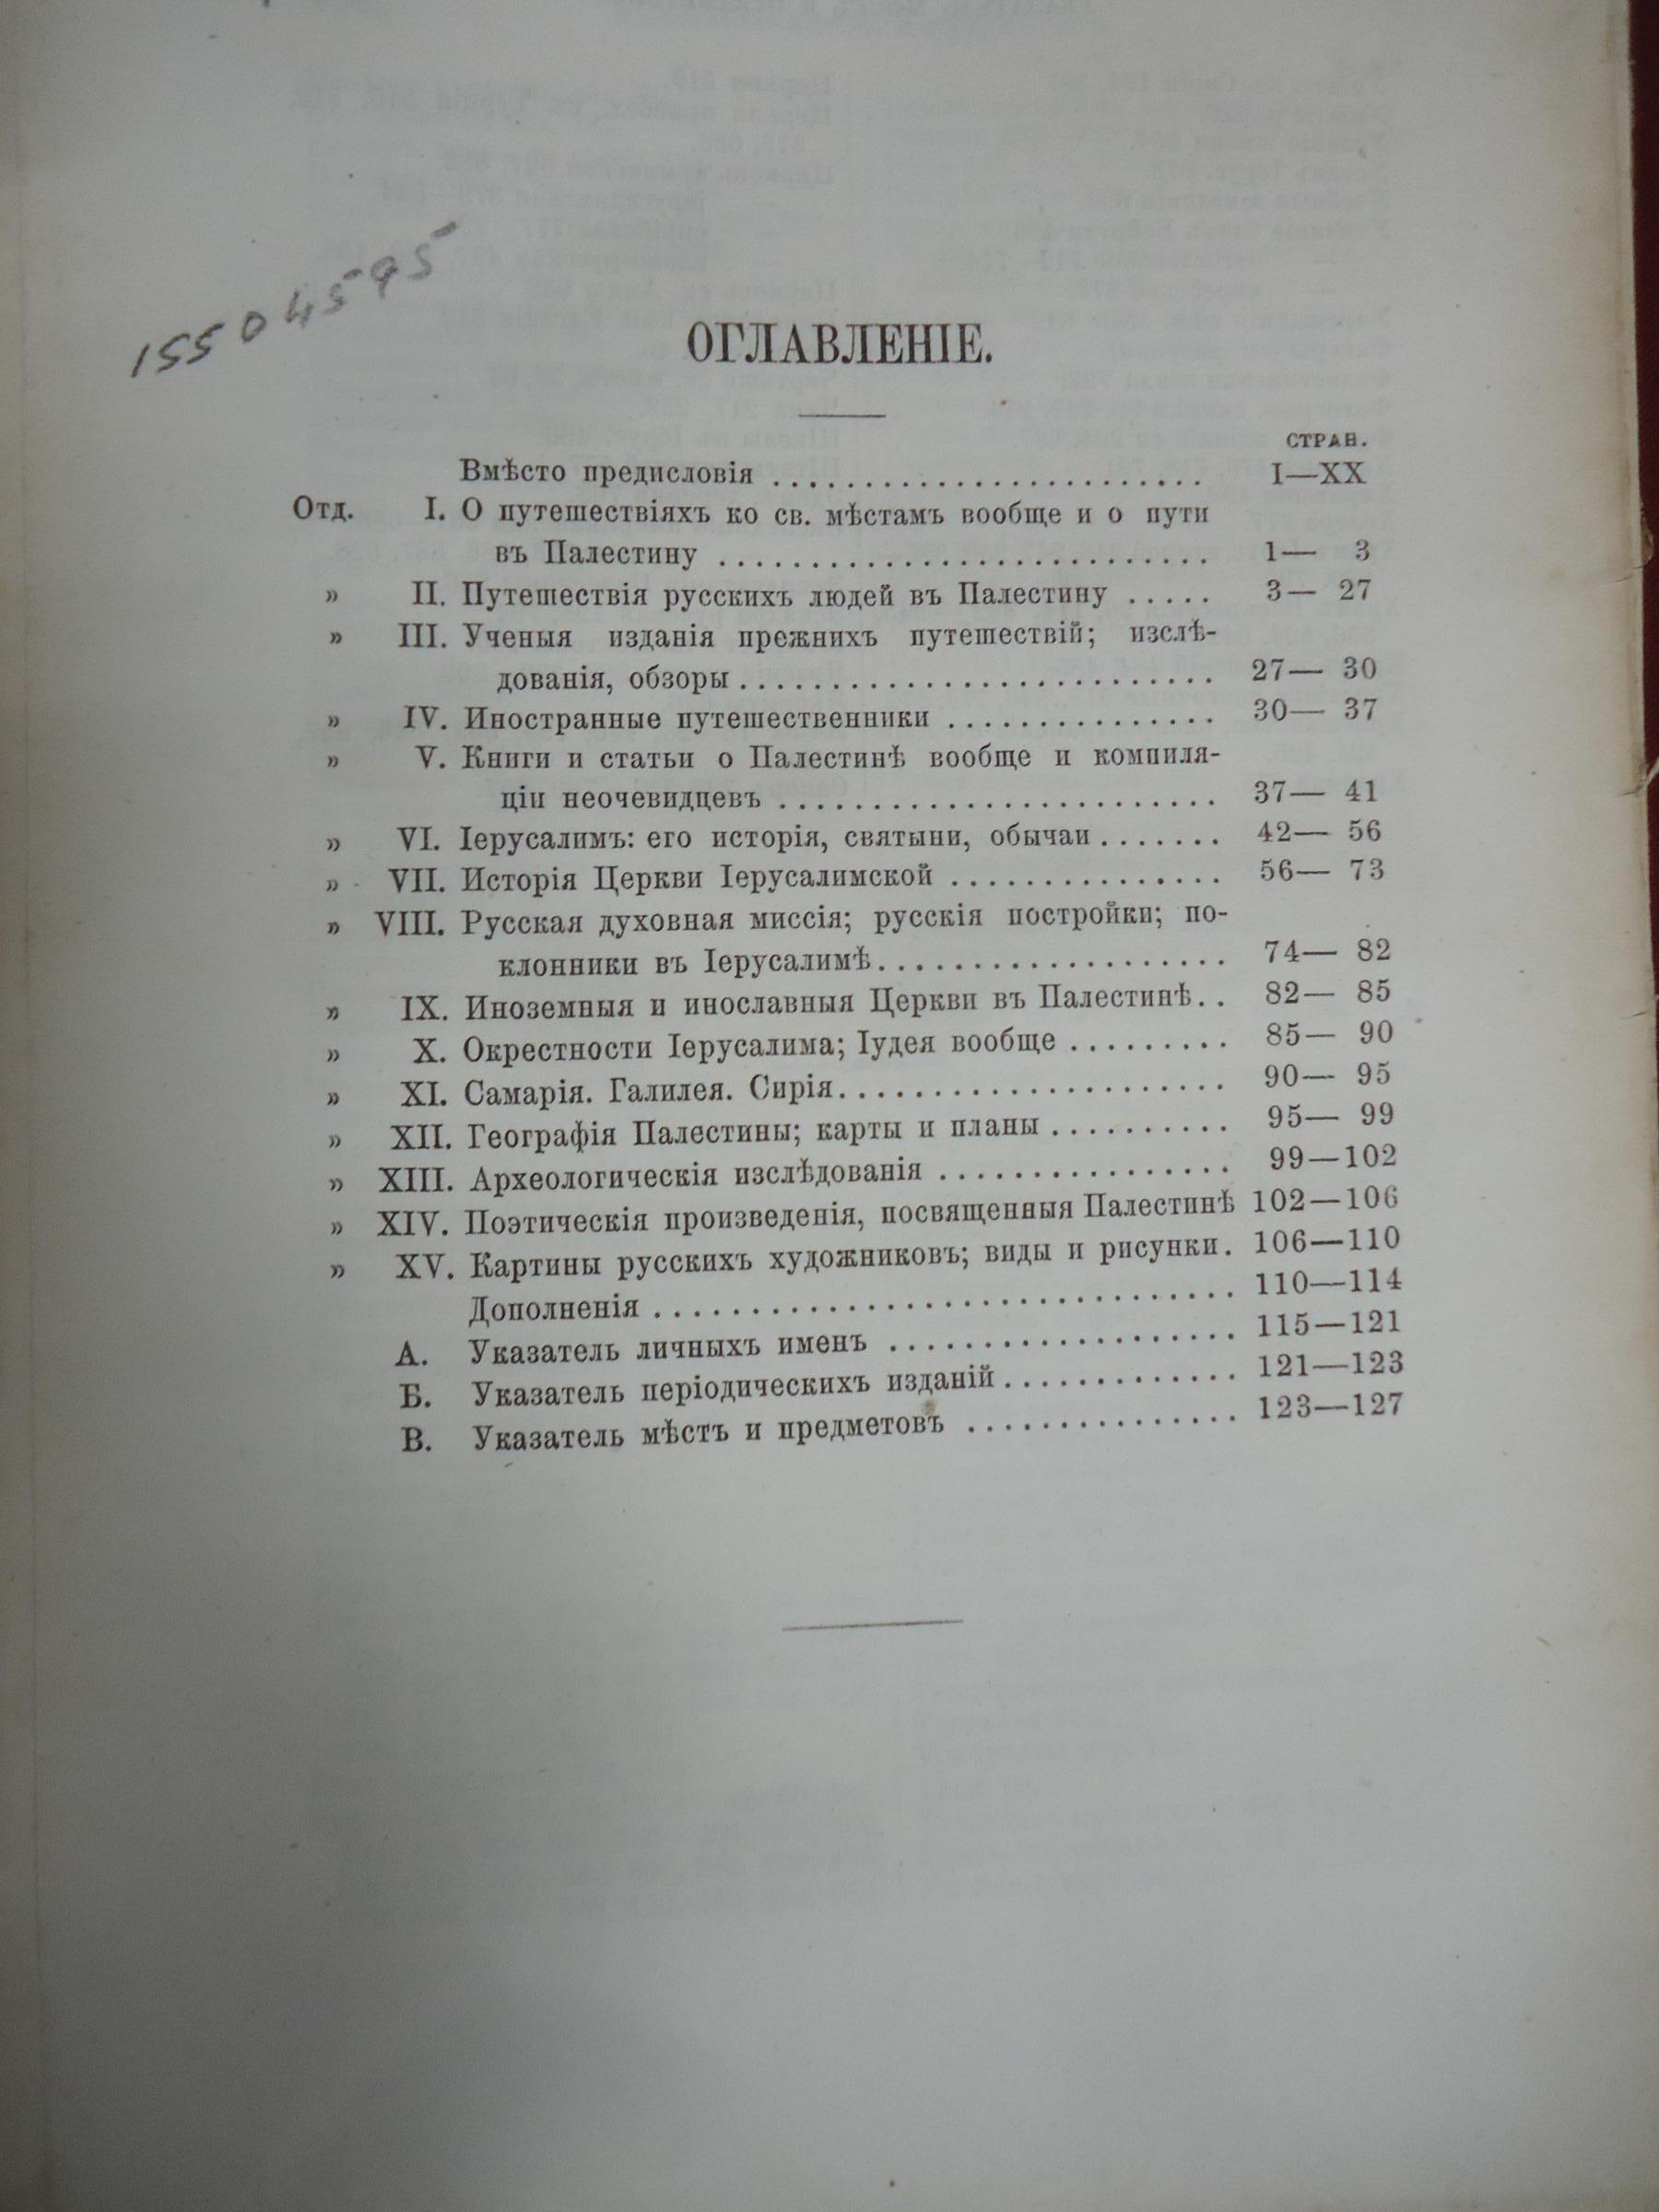 15504595
ОГЛАВЛЕНІЕ.
СТРАН.
Вмѣсто предисловія ........................ I—XX
Отд. I. О путешествіяхъ ко св. мѣстамъ вообще и о пути
въ Палестину ........................... 1— 3
» II. Путешествія русскихъ людей въ Палестину ..... 3— 27
» III. Ученыя изданія прежнихъ путешествій; изслѣ-
дованія, обзоры.......................... 27— 30
» IV. Иностранные путешественники ............... 30— 37
» V. Книги и статьи о Палестинѣ вообще и компиля-
ціи неочевидцевъ ........................ 37— 41
» VI. Іерусалимъ: его исторія, святыни, обычаи ....... 42— 56
» VII. Исторія Церкви Іерусалимской ............... 56— 73
» VIII. Русская духовная миссія; русскія постройки; по-
клонники въ Іерусалимѣ................... 74— 82
» IX. Иноземныя и инославныя Церкви въ Палестинѣ.. 82— 85
» X. Окрестности Іерусалима; Іудея вообще ......... 85— 90
» XI. Самарія. Галилея. Сирія..................... 90— 95
» XII. Географія Палестины; карты и планы .......... 95— 99
» XIII. Археологическія изслѣдованія ................ 99—102
» XIV. Поэтическія произведенія, посвященныя Палестинѣ 102—106
» XV. Картины русскихъ художниковъ; виды и рисунки. 106—110
Дополненія ............................... 110—114
А. Указатель личныхъ именъ ................... 115—121
Б. Указатель періодическихъ изданій............. 121—123
В. Указатель мѣстъ и предметовъ ............... 123—127